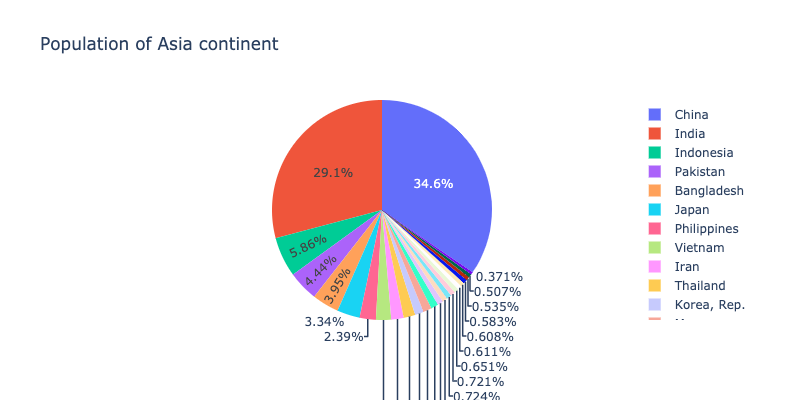 Population of Asia continent
China
India
Indonesia
Pakistan
Bangladesh
Japan
Philippines
Vietnam
Iran
Thailand
Korea, Rep.
34.6%
29.1%
5.86%
4.44%
3.95%
3.34%
2.39%
0.371%
0.507%
0.535%
0.583%
0.608%
0.611%
0.651%
0.721%
0.724%